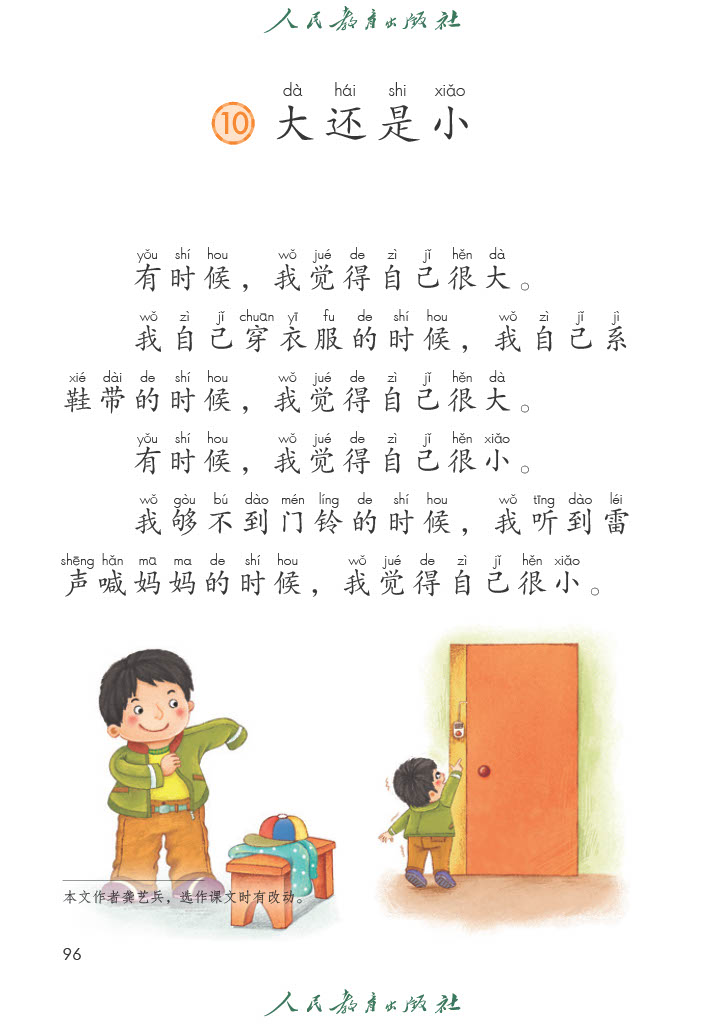 人民教育出版社
dà hái shi xiǎo
10 大还是小
yǒu shí hou wǒ jué de zì jǐ hěn dà
有时候，我觉得自己很大。
wǒ zì jǐ chuān yī fu de shí hou wǒ zì jǐ jì
我自己穿衣服的时候，我自己系
xié dài de shí hou wǒ jué de zì jǐ hěn dà
鞋带的时候，我觉得自己很大。
yǒu shí hou wǒ jué de zì jǐ hěn xiǎo
有时候，我觉得自己很小。
wǒ gòu bú dào mén líng de shí hou wǒ tīng dào léi
我够不到门铃的时候，我听到雷
shēng hǎn mā ma de shí hou wǒ jué de zì jǐ hěn xiǎo
声喊妈妈的时候，我觉得自己很小。
本文作者龚艺兵，选作课文时有改动。
96
人民教育出版社